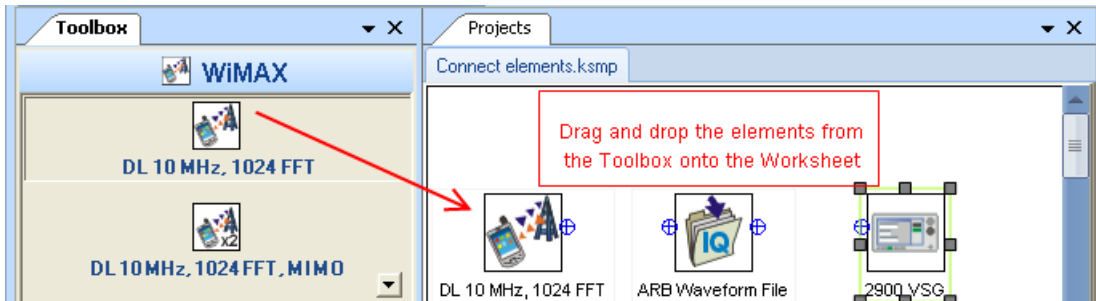 Toolbox
Projects
WiMAX
Connect elements.ksmp
DL 10 MHz, 1024 FFT
x2
DL 10 MHz, 1024 FFT, MIMO
Drag and drop the elements from
the Toolbox onto the Worksheet
IQ
DL 10 MHz, 1024 FFT
ARB Waveform File
2900 VSG